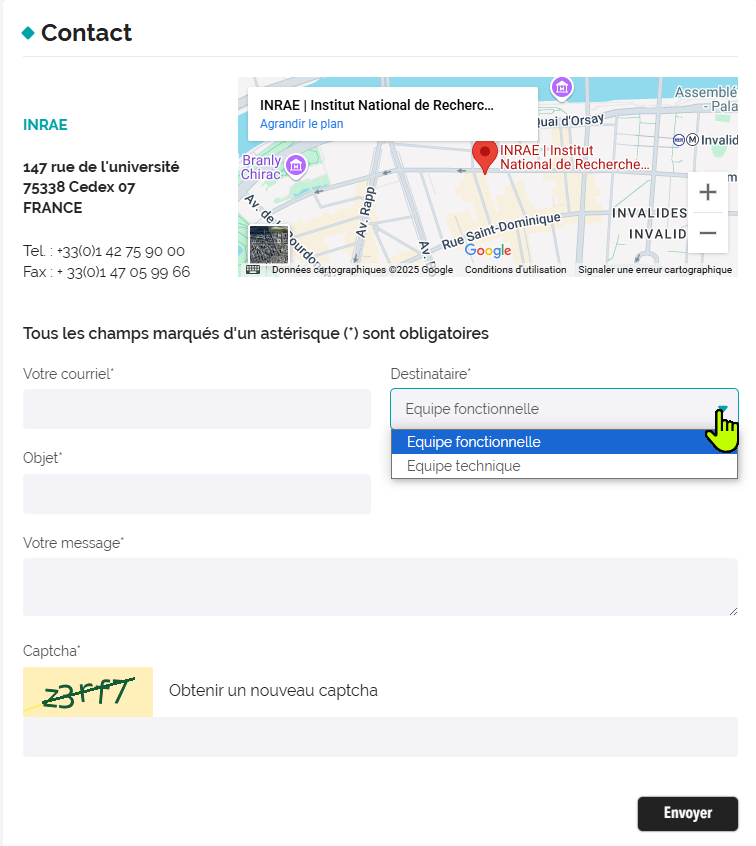 Contact
INRAE
147 rue de l'université
75338 Cedex 07
FRANCE
Tel. : +33(0)1 42 75 90 00
Fax : + 33(0)1 47 05 99 66
INRAE | Institut National de Recherc...
Agrandir le plan
Assemblé
- Pala
Quai d'Orsay
Invalid
INRAE | Institut
National de Recherche...
Branly
Chirac
Av. Rapp
Av. de
Bourdon
Av.
Rue Saint-Dominique
INVALIDES
INVALID
Google
Données cartographiques ©2025 Google
Conditions d'utilisation
Signaler une erreur cartographique
Tous les champs marqués d'un astérisque (*) sont obligatoires
Votre courriel*
Destinataire*
Equipe fonctionnelle
Equipe fonctionnelle
Equipe technique
Objet*
Votre message*
Captcha*
z3rf7
Obtenir un nouveau captcha
Envoyer